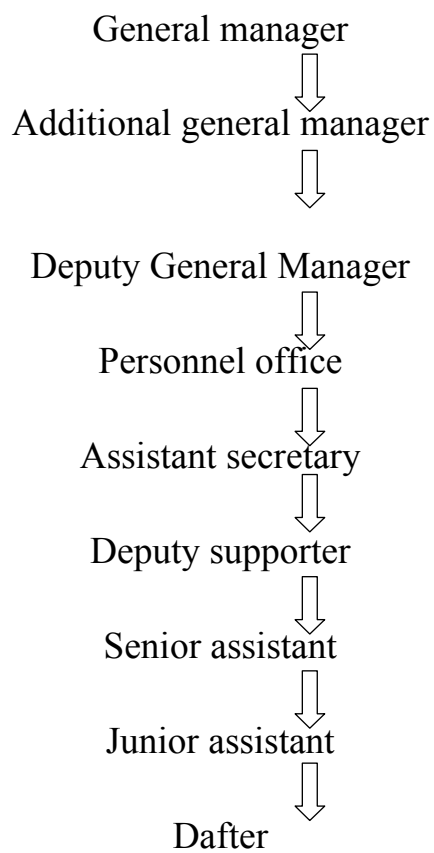 General manager
Additional general manager
Deputy General Manager
Personnel office
Assistant secretary
Deputy supporter
Senior assistant
Junior assistant
Dafter